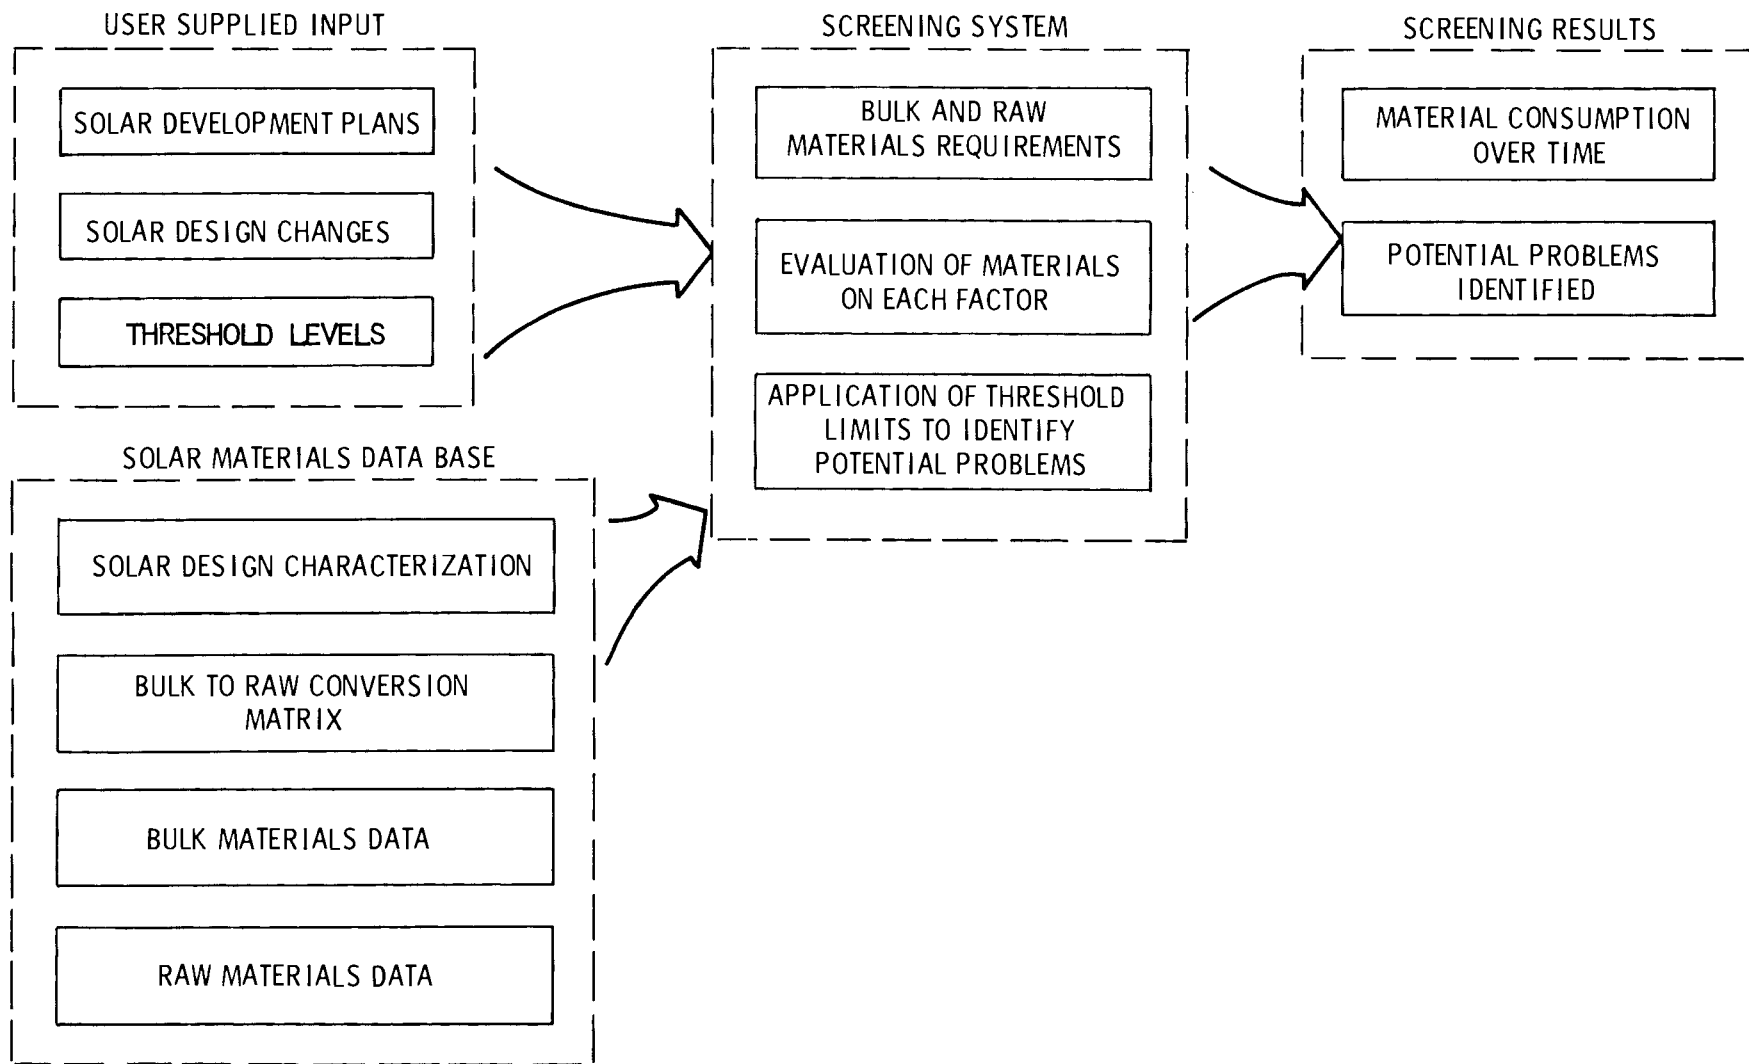 USER SUPPLIED INPUT
SOLAR DEVELOPMENT PLANS
SOLAR DESIGN CHANGES
THRESHOLD LEVELS
SOLAR MATERIALS DATA BASE
SOLAR DESIGN CHARACTERIZATION
BULK TO RAW CONVERSION
MATRIX
BULK MATERIALS DATA
RAW MATERIALS DATA
SCREENING SYSTEM
BULK AND RAW
MATERIALS REQUIREMENTS
EVALUATION OF MATERIALS
ON EACH FACTOR
APPLICATION OF THRESHOLD
LIMITS TO IDENTIFY
POTENTIAL PROBLEMS
SCREENING RESULTS
MATERIAL CONSUMPTION
OVER TIME
POTENTIAL PROBLEMS
IDENTIFIED